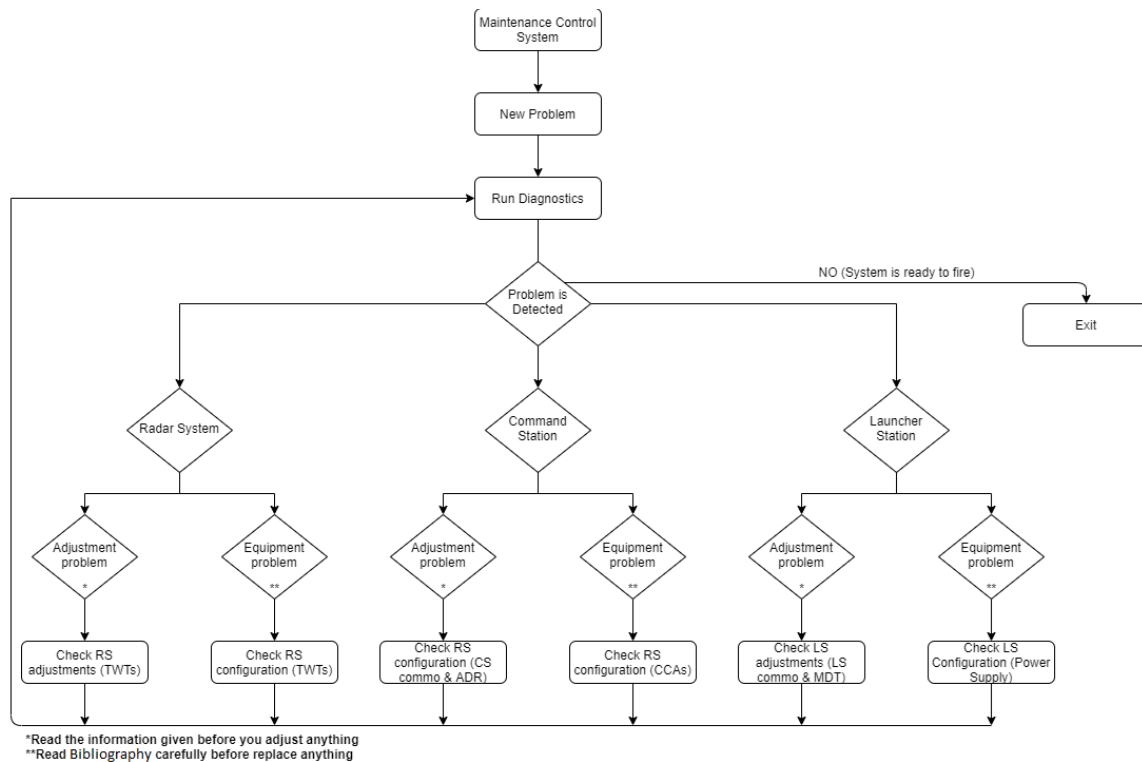 Maintenance Control
System
New Problem
Run Diagnostics
NO (System is ready to fire)
Problem is
Detected
Exit
Radar System
Command
Station
Launcher
Station
Adjustment
problem
*
Equipment
problem
**
Adjustment
problem
*
Equipment
problem
**
Adjustment
problem
*
Equipment
problem
**
Check RS
adjustments (TWTs)
Check RS
configuration (TWTs)
Check RS
configuration (CS
commo & ADR)
Check RS
configuration (CCAs)
Check LS
adjustments (LS
commo & MDT)
Check LS
Configuration (Power
Supply)
*Read the information given before you adjust anything
**Read Bibliography carefully before replace anything